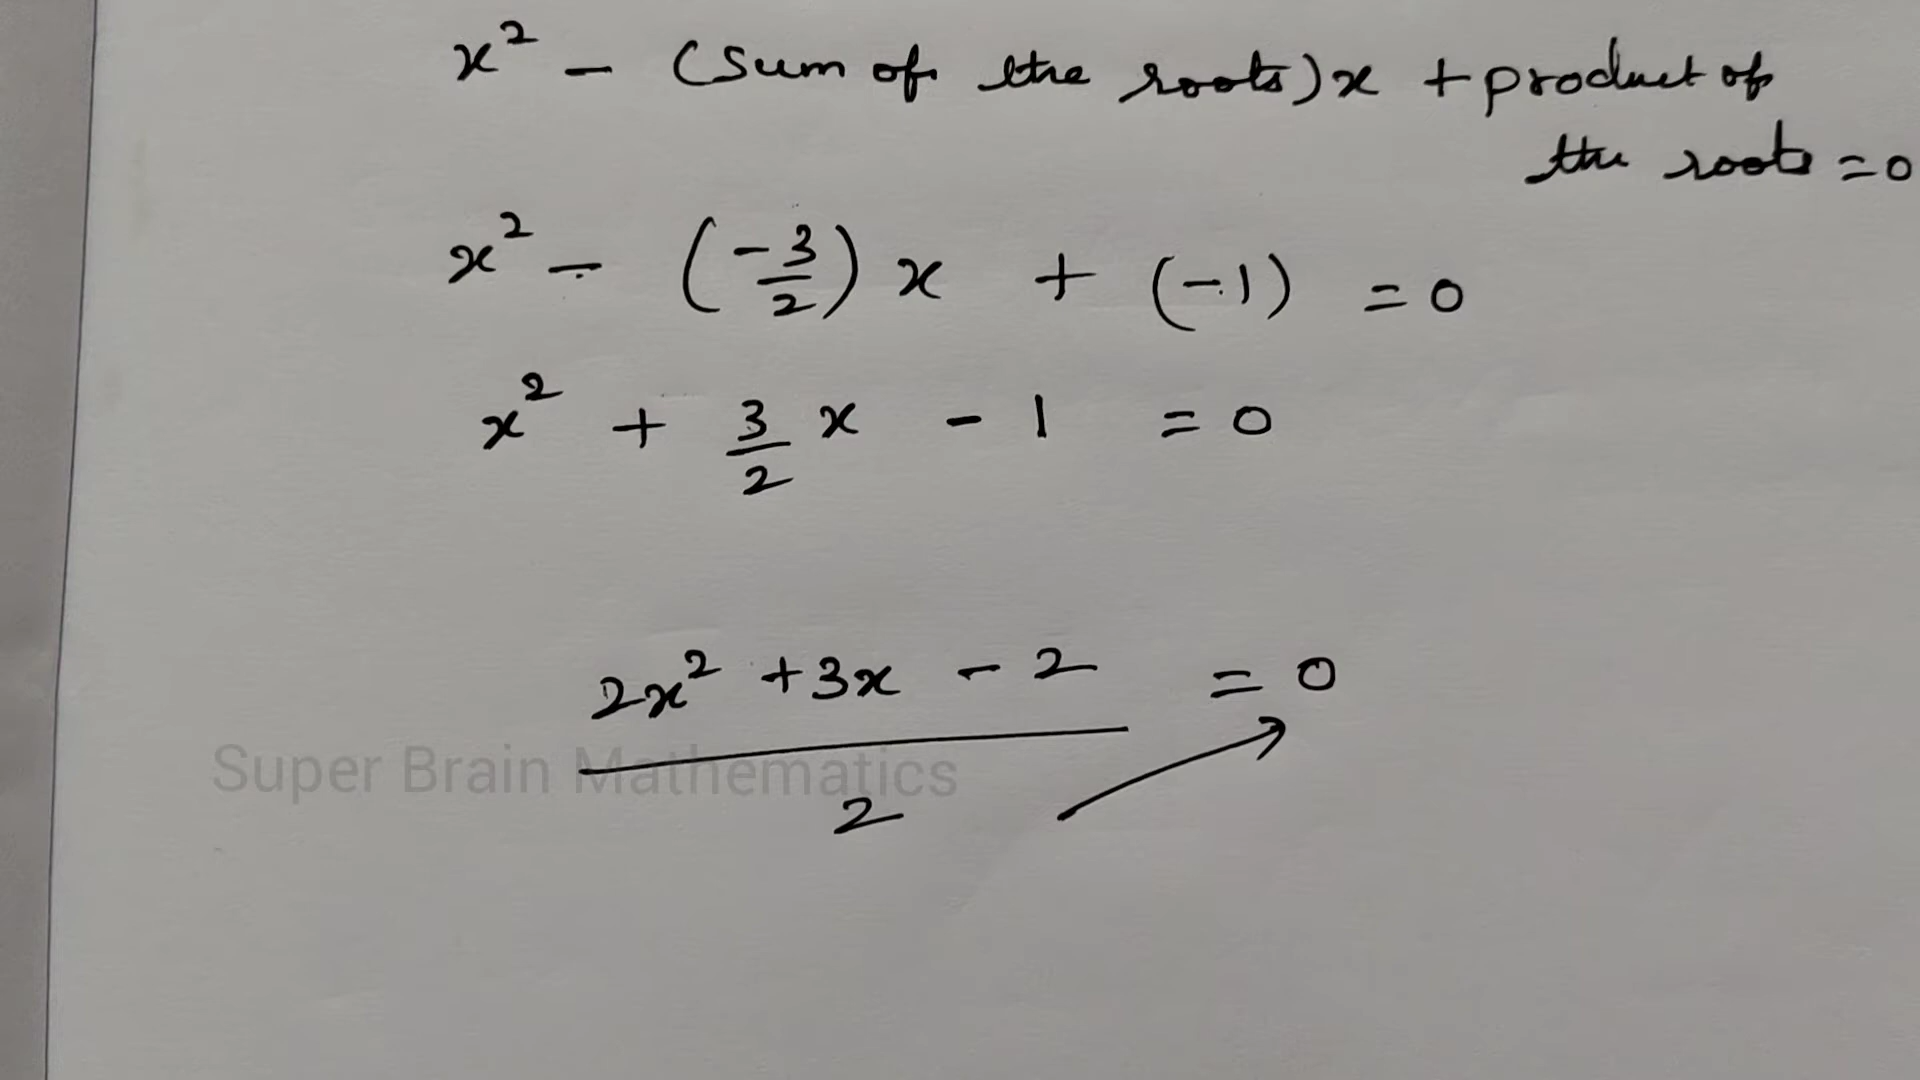 x² - (Sum of the roots)x + product of
the roots = 0
x² - (-3/2) x + (-1) = 0
x² + 3/2 x - 1 = 0
2x² + 3x - 2 = 0
Super Brain Mathematics
2